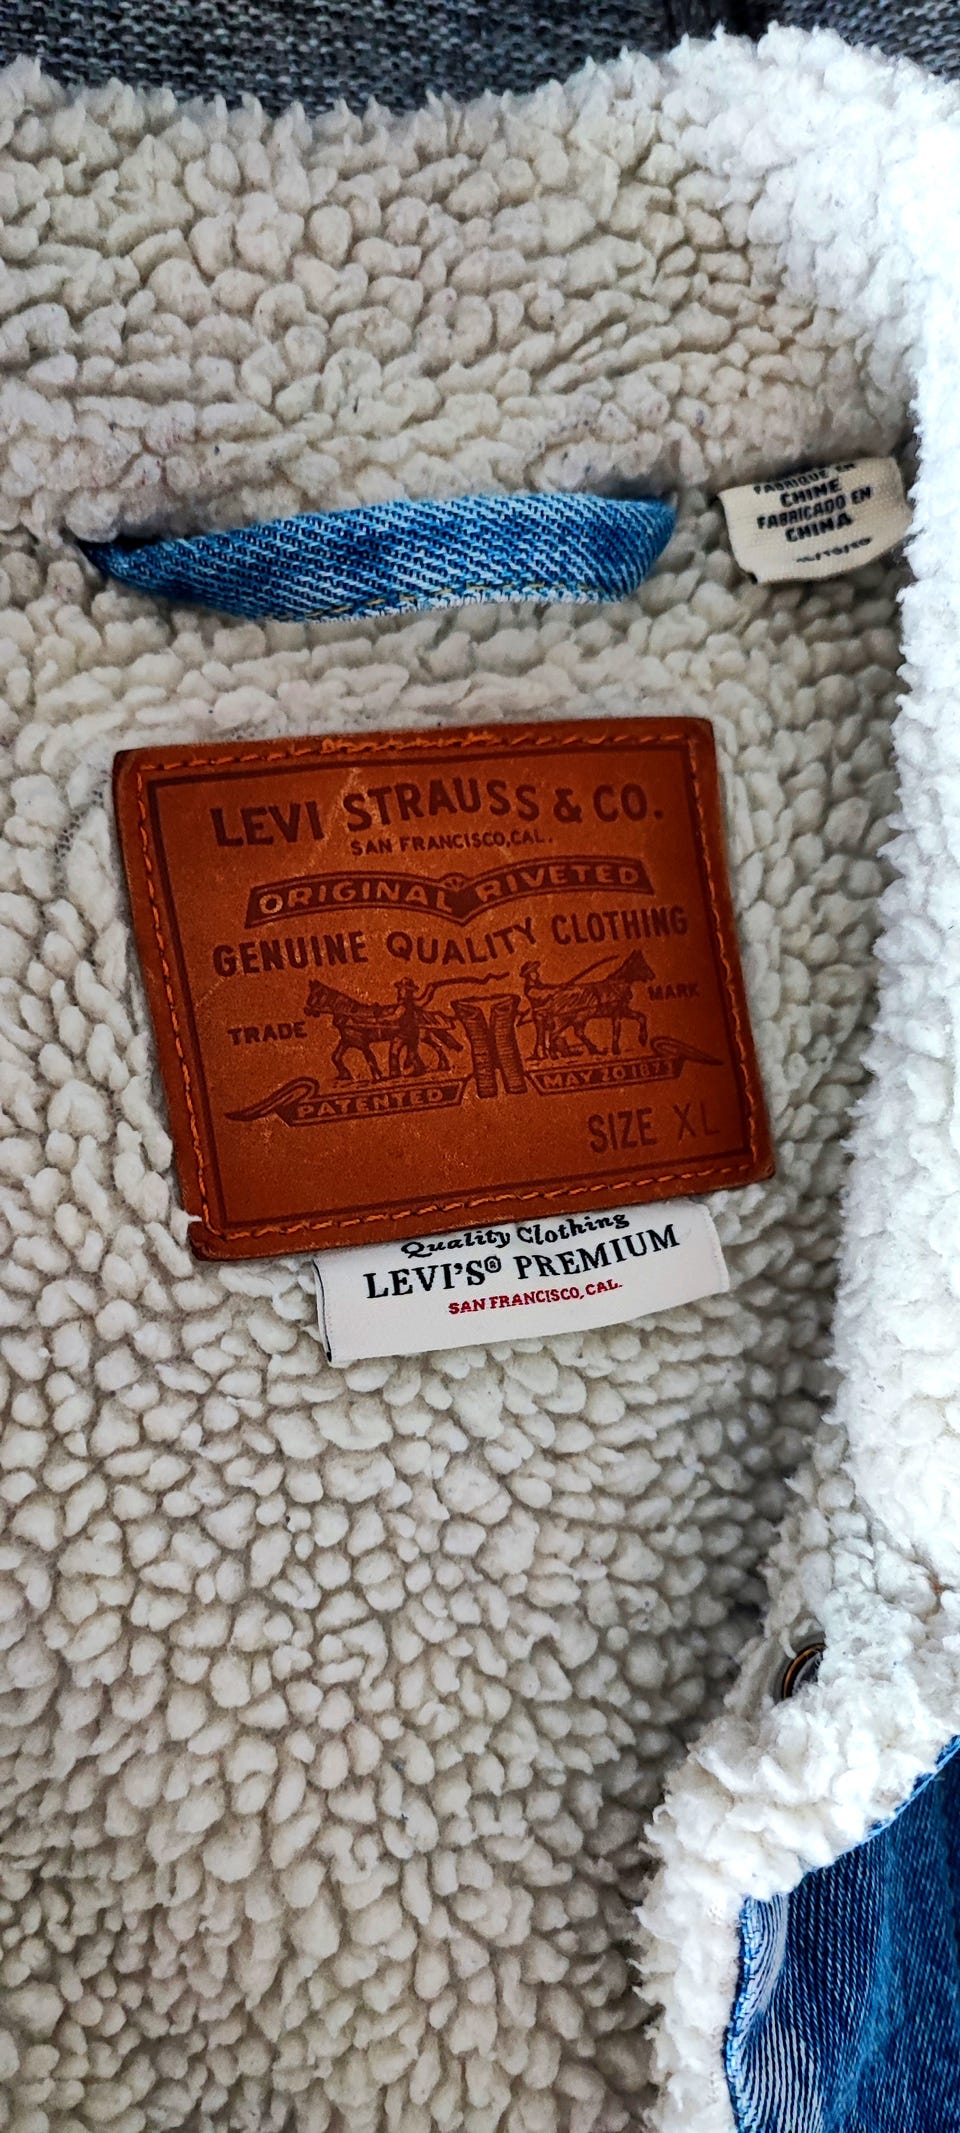 FABRIQUÉ EN
CHINE
FABRICADO EN
CHINA
LEVI STRAUSS & CO.
SAN FRANCISCO, CAL.
ORIGINAL RIVETED
GENUINE QUALITY CLOTHING
TRADE MARK
PATENTED MAY 20 1873
SIZE XL
Quality Clothing
LEVI'S® PREMIUM
SAN FRANCISCO, CAL.